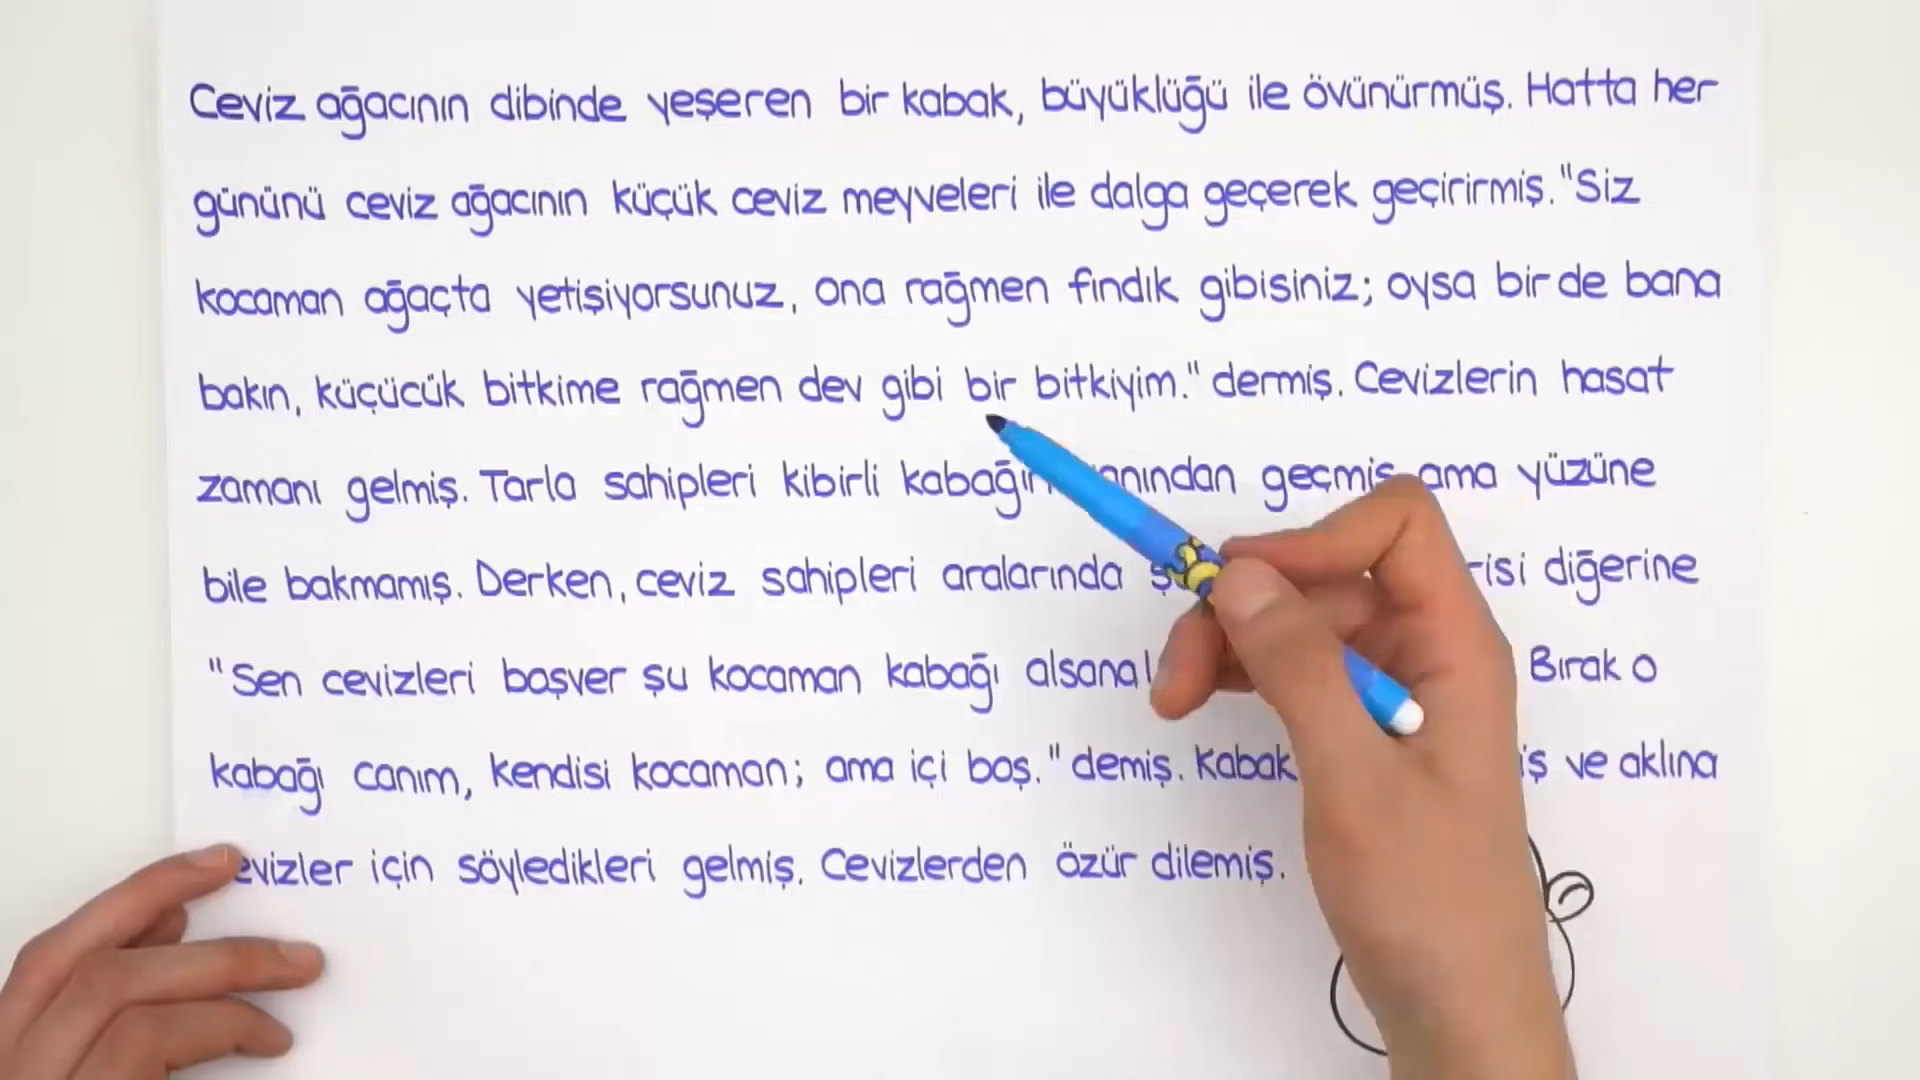 Ceviz ağacının dibinde yeşeren bir kabak, büyüklüğü ile övünürmüş. Hatta her
gününü ceviz ağacının küçük ceviz meyveleri ile dalga geçerek geçirirmiş. "Siz
kocaman ağaçta yetişiyorsunuz, ona rağmen fındık gibisiniz; oysa bir de bana
bakın, küçücük bitkime rağmen dev gibi bir bitkiyim." dermiş. Cevizlerin hasat
zamanı gelmiş. Tarla sahipleri kibirli geçmiş ama yüzüne
bile bakmamış. Derken, ceviz sahipleri aralarında diğerine
"Sen cevizleri boşver şu kocaman kabağı alsana! Bırak o
kabağı canım, kendisi kocaman; ama içi boş." demiş. Kabak ve aklına
için söyledikleri gelmiş. Cevizlerden özür dilemiş.